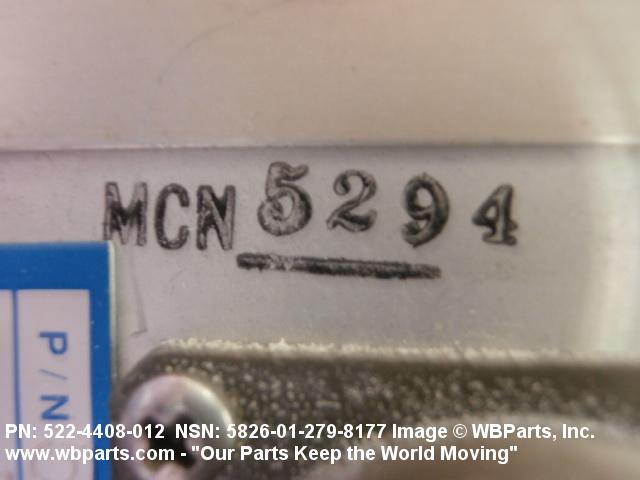 MCN 5294
P/N
PN: 522-4408-012 NSN: 5826-01-279-8177 Image © WBParts, Inc.
www.wbparts.com - "Our Parts Keep the World Moving"